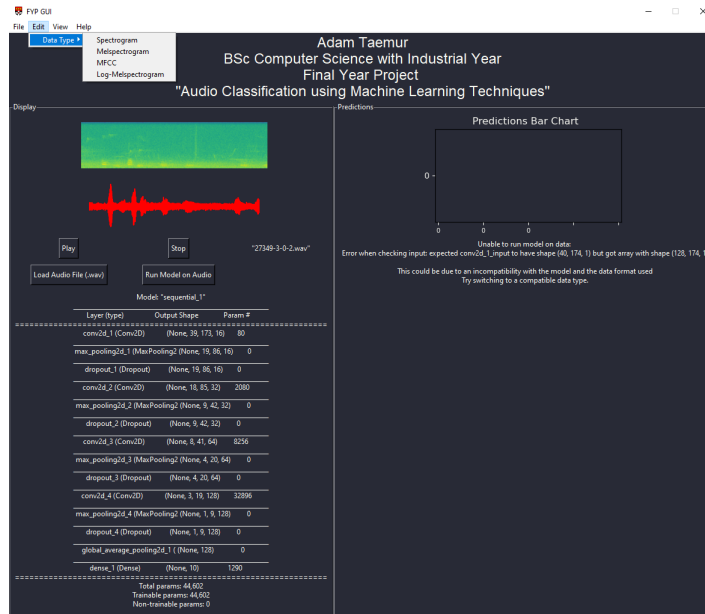 FYP GUI
File Edit View Help
Data Type
Spectrogram
Melspectrogram
MFCC
Log-Melspectrogram
Adam Taemur
BSc Computer Science with Industrial Year
Final Year Project
"Audio Classification using Machine Learning Techniques"
Display
Play Stop "27349-3-0-2.wav"
Load Audio File (.wav) Run Model on Audio
Model: "sequential_1"
Layer (type) Output Shape Param #
conv2d_1 (Conv2D) (None, 39, 173, 16) 80
max_pooling2d_1 (MaxPooling2 (None, 19, 86, 16) 0
dropout_1 (Dropout) (None, 19, 86, 16) 0
conv2d_2 (Conv2D) (None, 18, 85, 32) 2080
max_pooling2d_2 (MaxPooling2 (None, 9, 42, 32) 0
dropout_2 (Dropout) (None, 9, 42, 32) 0
conv2d_3 (Conv2D) (None, 8, 41, 64) 8256
max_pooling2d_3 (MaxPooling2 (None, 4, 20, 64) 0
dropout_3 (Dropout) (None, 4, 20, 64) 0
conv2d_4 (Conv2D) (None, 3, 19, 128) 32896
max_pooling2d_4 (MaxPooling2 (None, 1, 9, 128) 0
dropout_4 (Dropout) (None, 1, 9, 128) 0
global_average_pooling2d_1 ( (None, 128) 0
dense_1 (Dense) (None, 10) 1290
Total params: 44,602
Trainable params: 44,602
Non-trainable params: 0
Predictions
Predictions Bar Chart
0
0 0 0
Unable to run model on data:
Error when checking input: expected conv2d_1_input to have shape (40, 174, 1) but got array with shape (128, 174, 1
This could be due to an incompatibility with the model and the data format used
Try switching to a compatible data type.